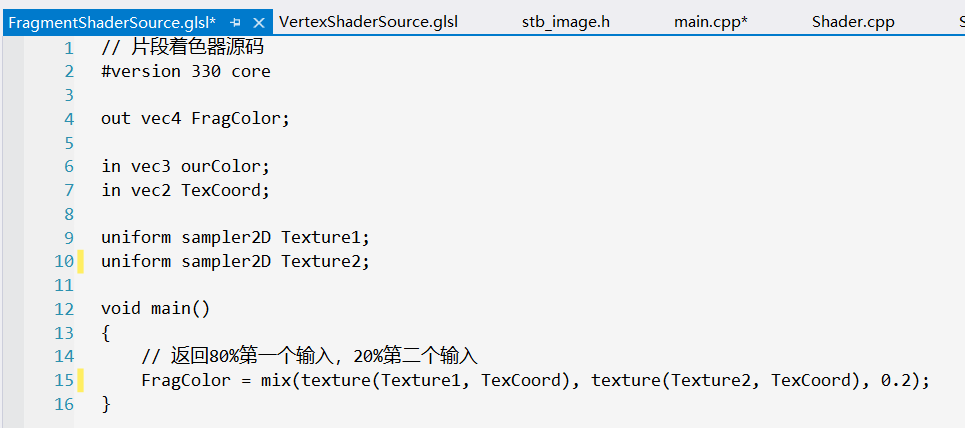 FragmentShaderSource.glsl* VertexShaderSource.glsl stb_image.h main.cpp* Shader.cpp S
1 // 片段着色器源码
2 #version 330 core
3
4 out vec4 FragColor;
5
6 in vec3 ourColor;
7 in vec2 TexCoord;
8
9 uniform sampler2D Texture1;
10 uniform sampler2D Texture2;
11
12 void main()
13 {
14 // 返回80%第一个输入，20%第二个输入
15 FragColor = mix(texture(Texture1, TexCoord), texture(Texture2, TexCoord), 0.2);
16 }